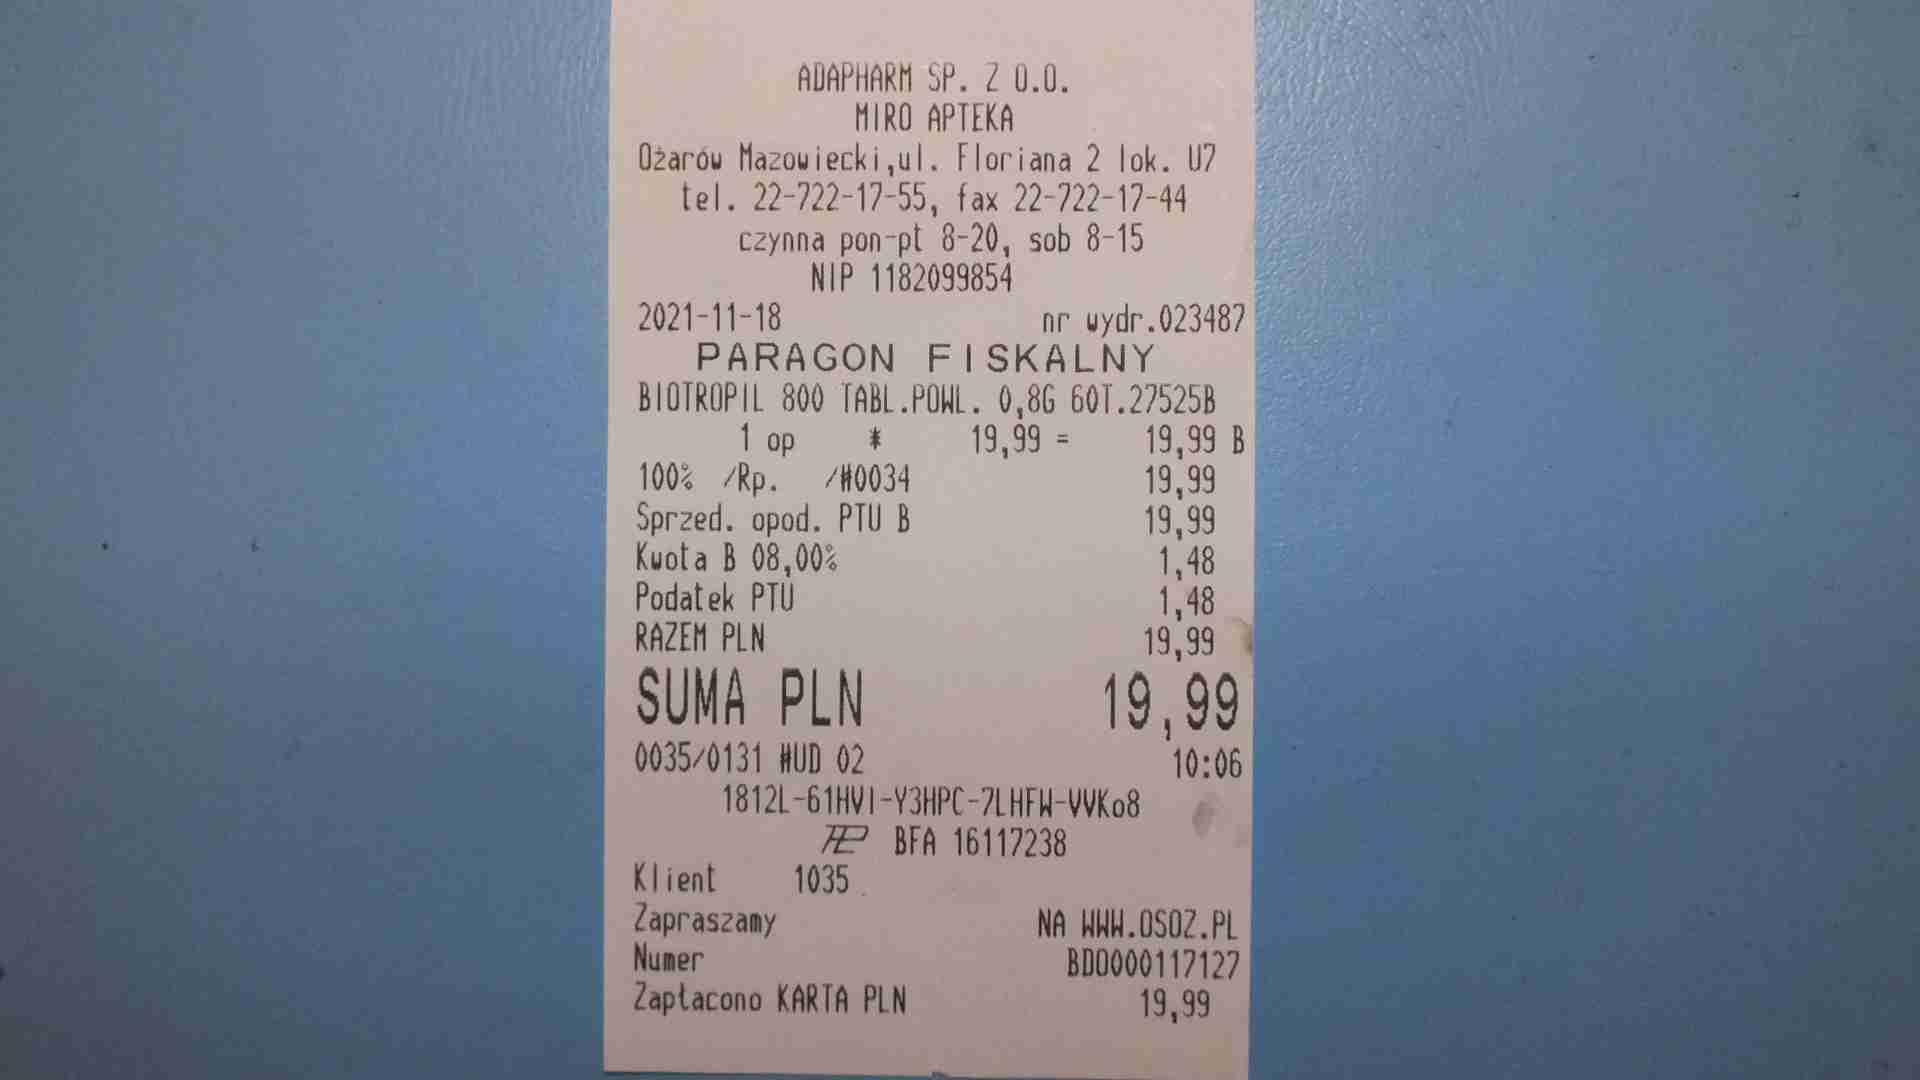 ADAPHARM SP. Z O.O.
MIRO APTEKA
Ożarów Mazowiecki,ul. Floriana 2 lok. U7
tel. 22-722-17-55, fax 22-722-17-44
czynna pon-pt 8-20, sob 8-15
NIP 1182099854
2021-11-18 nr wydr.023487
PARAGON FISKALNY
BIOTROPIL 800 TABL.POWL. 0,8G 60T.27525B
1 op * 19,99 = 19,99 B
100% /Rp. /#0034 19,99
Sprzed. opod. PTU B 19,99
Kwota B 08,00% 1,48
Podatek PTU 1,48
RAZEM PLN 19,99
SUMA PLN 19,99
0035/0131 #UD 02 10:06
1812L-61HVI-Y3HPC-7LHFW-VVKo8
BFA 16117238
Klient 1035
Zapraszamy NA WWW.OSOZ.PL
Numer BDO000117127
Zapłacono KARTA PLN 19,99